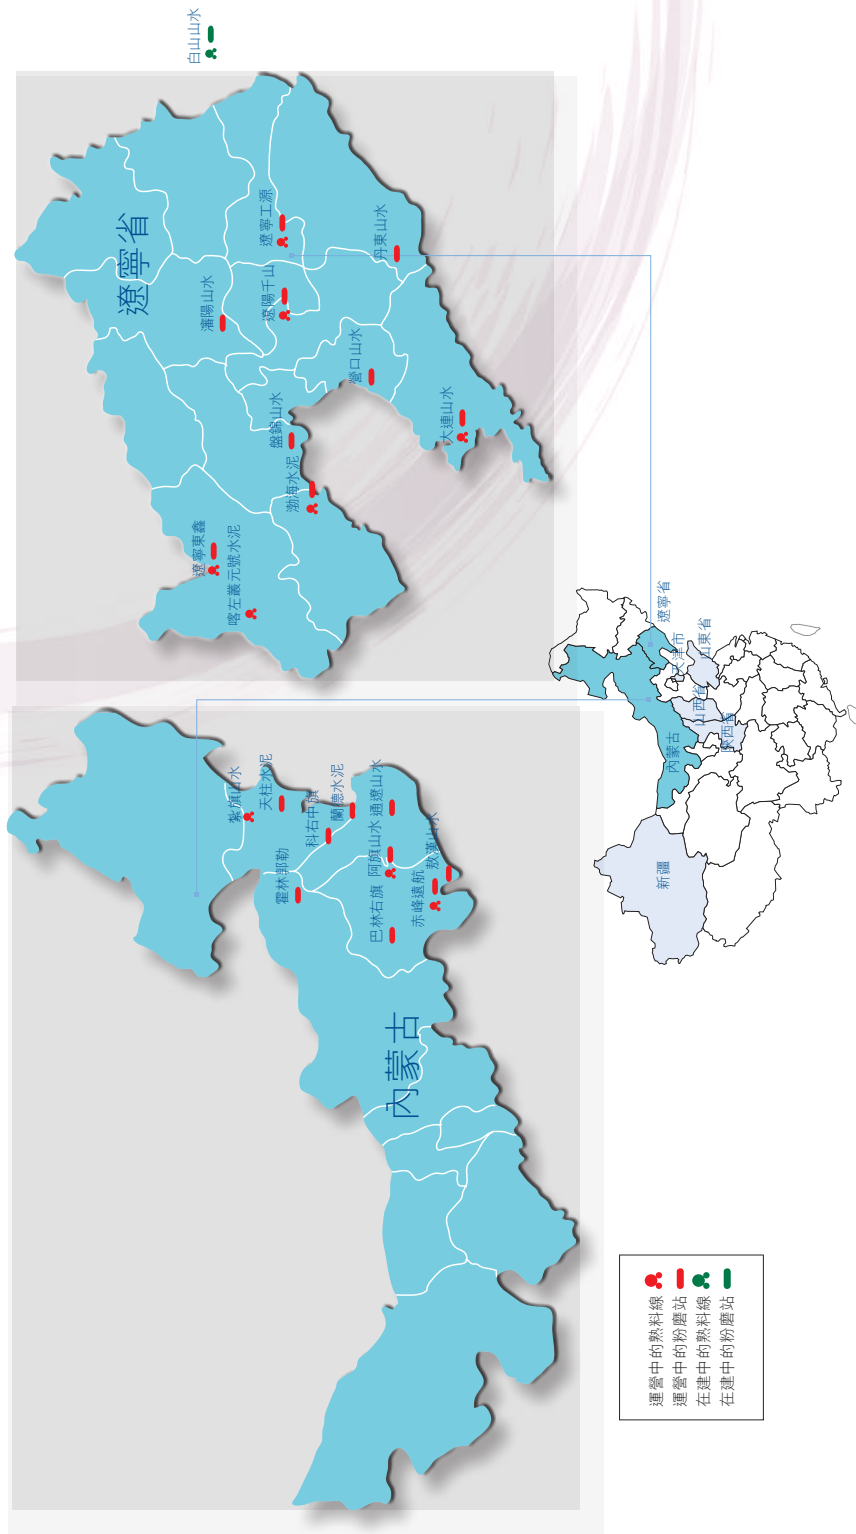 白山山水
遼寧省
遼寧工源
丹東山水
瀋陽山水
遼陽千山
營口山水
大連山水
盤錦山水
渤海水泥
遼寧東鑫
喀左叢元號水泥
內蒙古
紮旗山水
天柱水泥
科右中旗
蘭德水泥
通遼山水
霍林郭勒
阿旗山水
敖漢山水
巴林右旗
赤峰遠航
遼寧省
天津市
山東省
山西省
陝西省
內蒙古
新疆
運營中的熟料線
運營中的粉磨站
在建中的熟料線
在建中的粉磨站